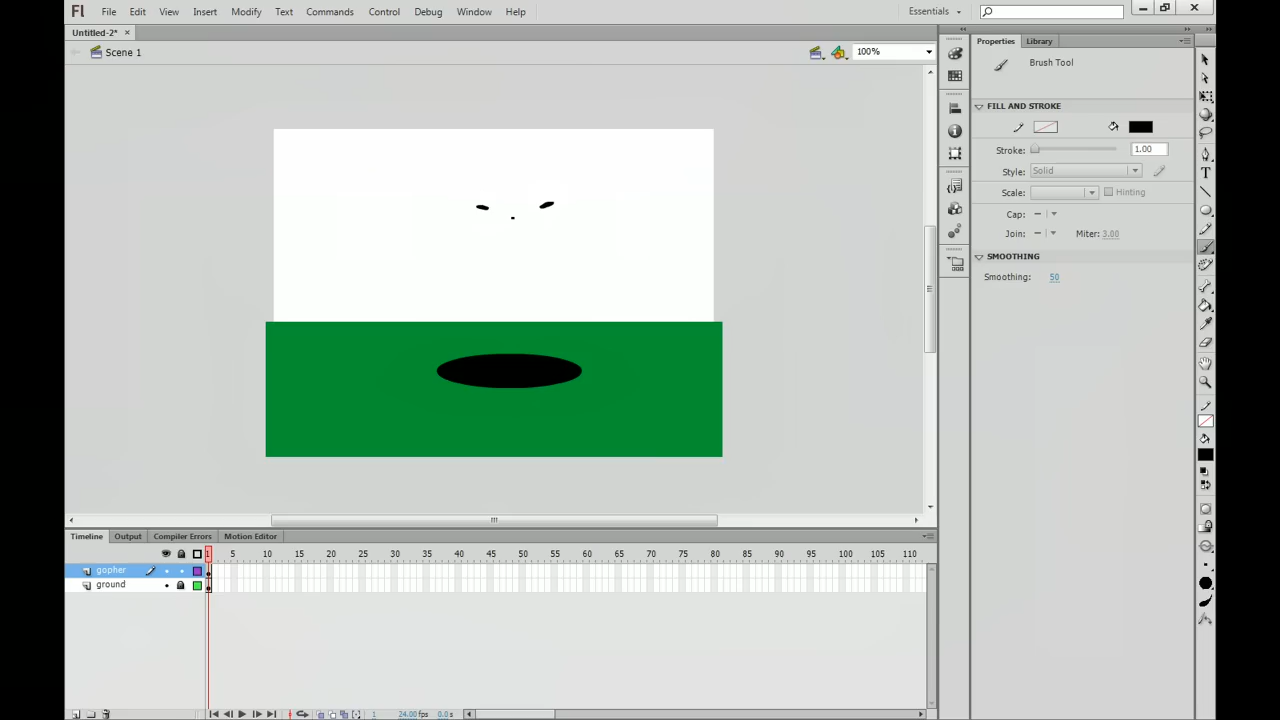 Fl File Edit View Insert Modify Text Commands Control Debug Window Help Essentials
Untitled-2*
Scene 1 100%
Properties Library
Brush Tool
FILL AND STROKE
Stroke: 1.00
Style: Solid
Scale: Hinting
Cap:
Join: Miter: 3.00
SMOOTHING
Smoothing: 50
Timeline Output Compiler Errors Motion Editor
1 5 10 15 20 25 30 35 40 45 50 55 60 65 70 75 80 85 90 95 100 105 110
gopher
ground
1 24.00 fps 0.0 s